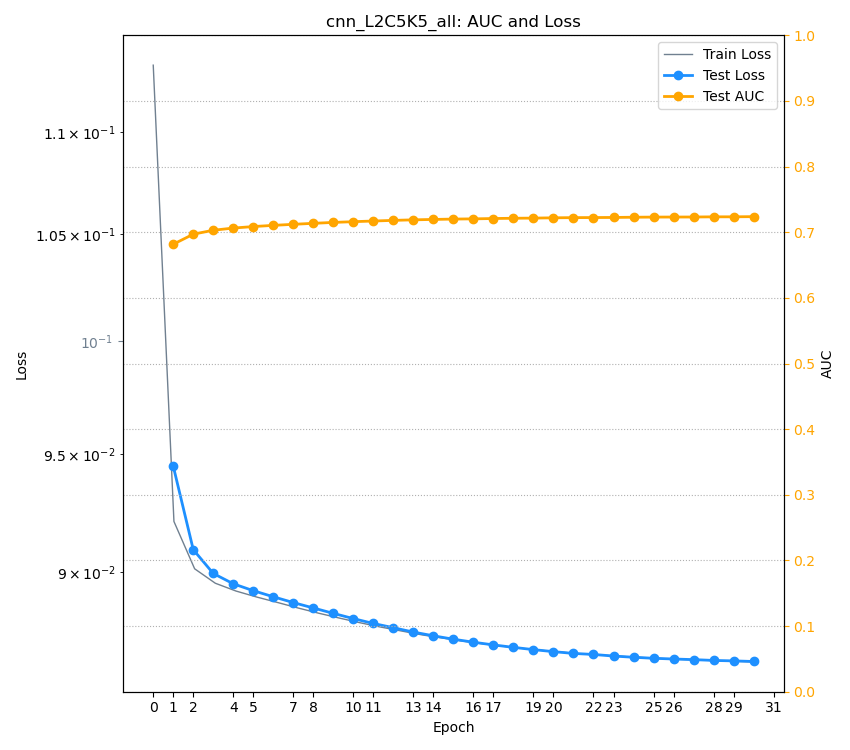 cnn_L2C5K5_all: AUC and Loss
Train Loss
Test Loss
Test AUC
1.1 × 10⁻¹
1.05 × 10⁻¹
10⁻¹
9.5 × 10⁻²
9 × 10⁻²
Loss
1.0
0.9
0.8
0.7
0.6
0.5
0.4
0.3
0.2
0.1
0.0
AUC
0 1 2 4 5 7 8 10 11 13 14 16 17 19 20 22 23 25 26 28 29 31
Epoch